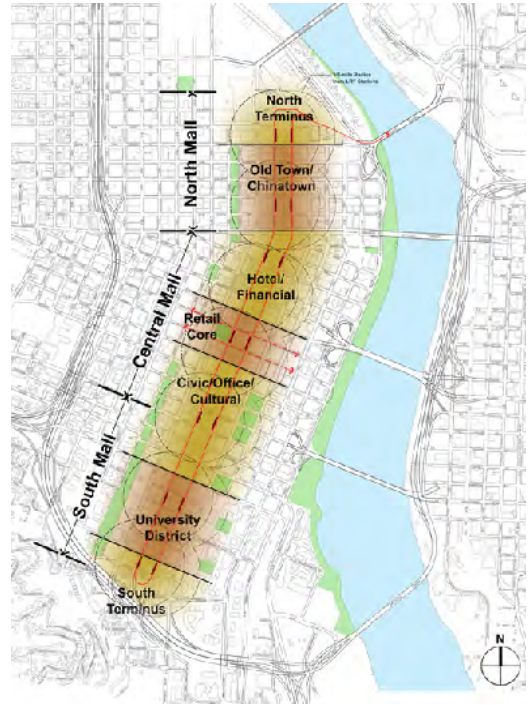 North
Terminus
North Mall
Old Town/
Chinatown
Hotel/
Financial
Central Mall
Retail
Core
Civic/Office/
Cultural
South Mall
University
District
South
Terminus
N